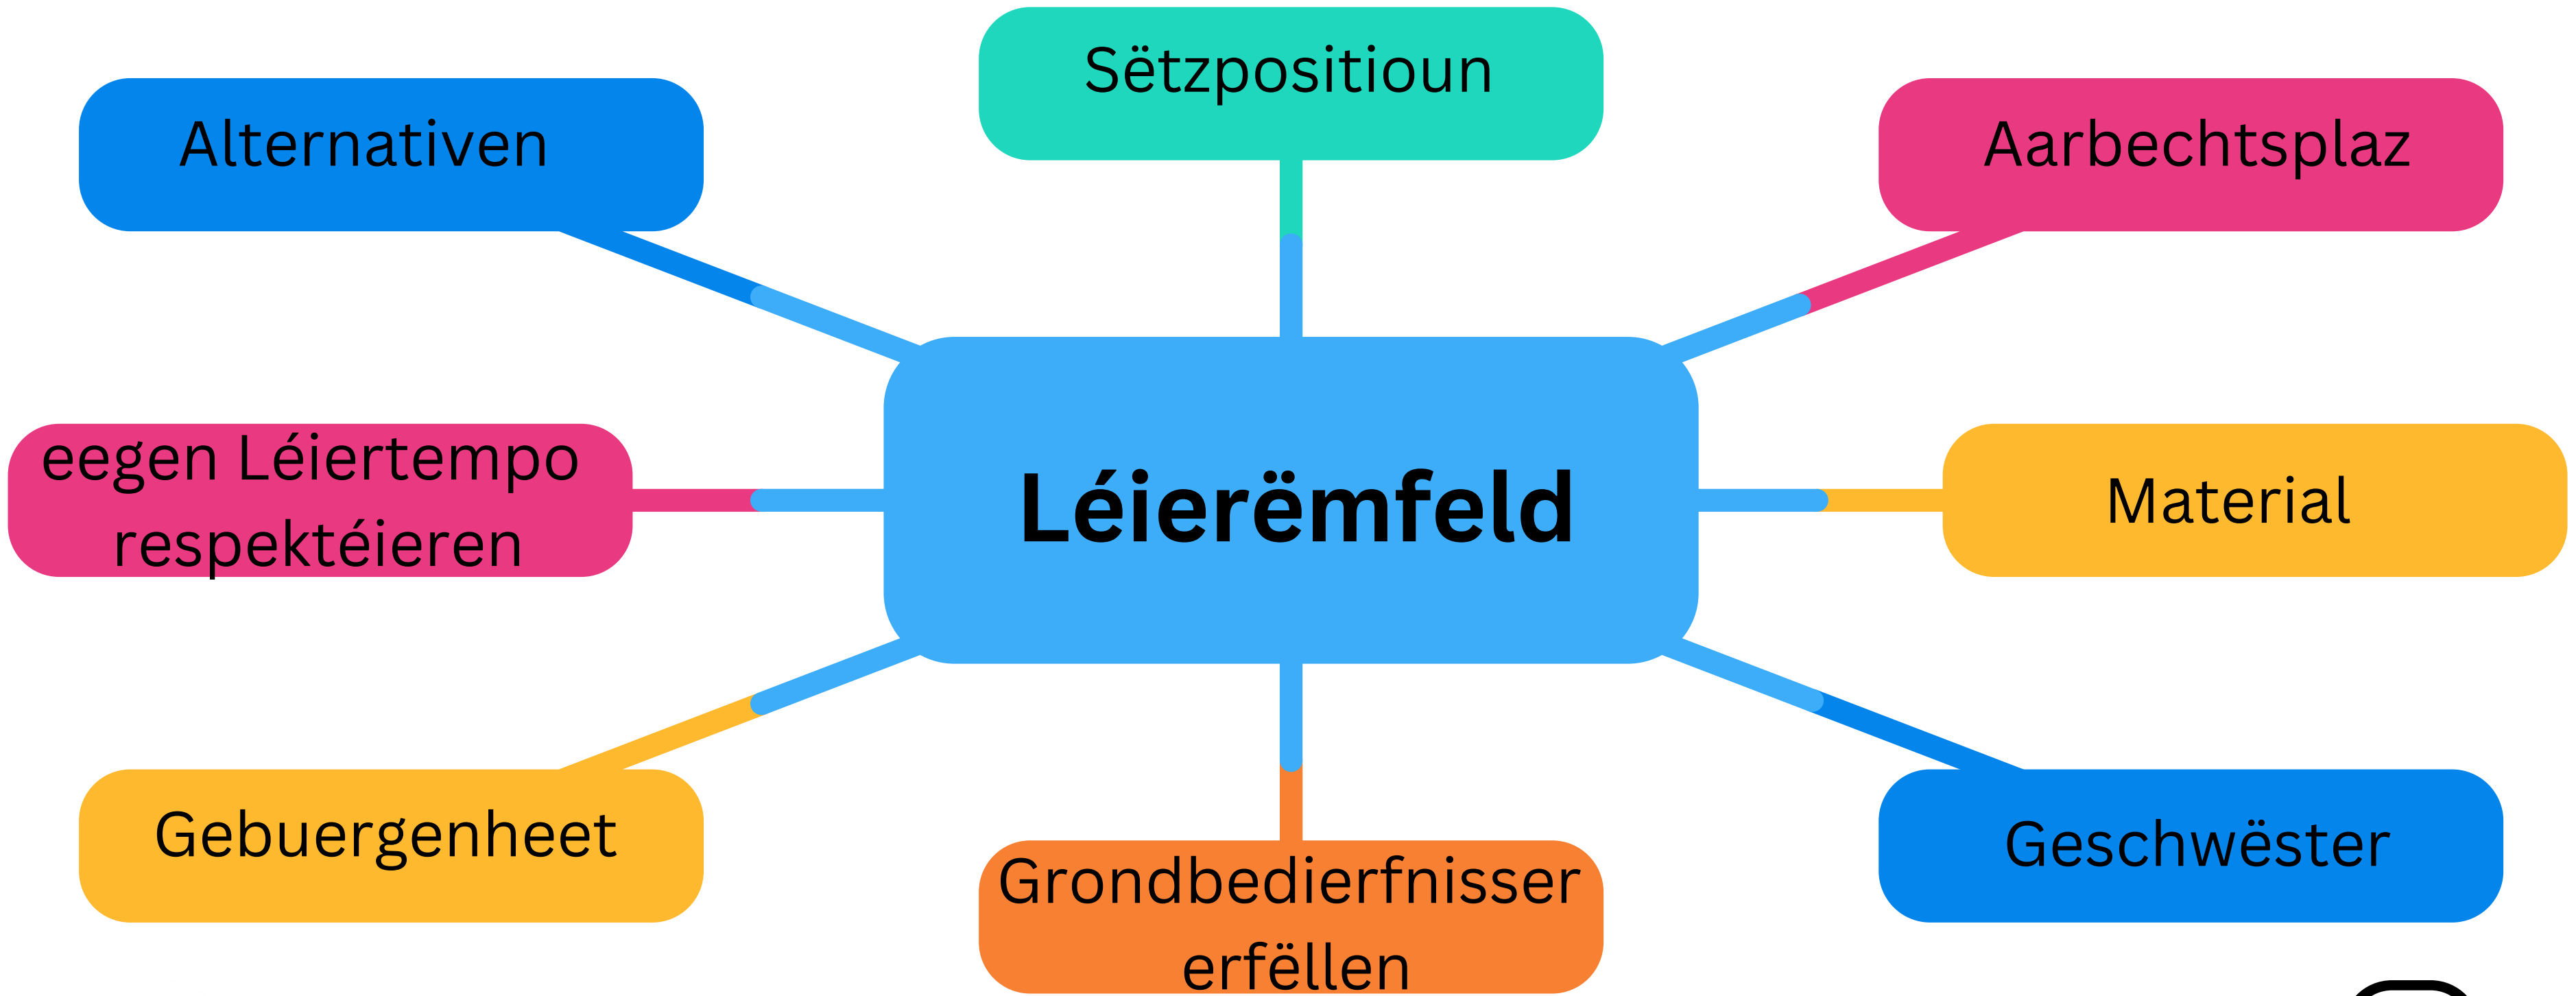 Sëtzpositioun
Alternativen
Aarbechtsplaz
eegen Léiertempo
respektéieren
Léierëmfeld
Material
Gebuergenheet
Geschwëster
Grondbedierfnisser
erfëllen